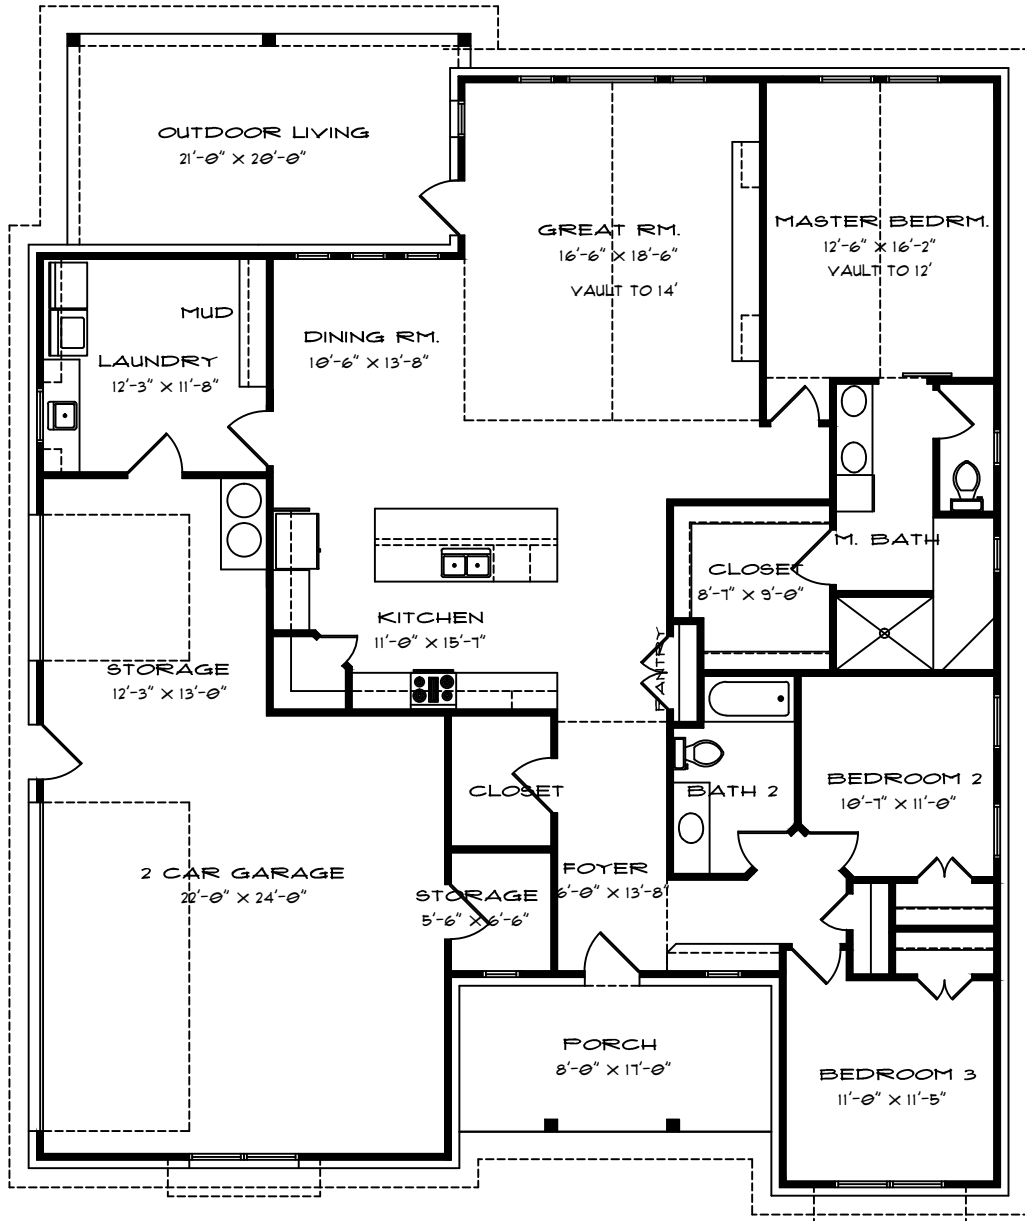 OUTDOOR LIVING
21'-0" X 20'-0"
GREAT RM.
16'-6" X 18'-6"
VAULT TO 14'
MASTER BEDRM.
12'-6" X 16'-2"
VAULT TO 12'
MUD
LAUNDRY
12'-3" X 11'-8"
DINING RM.
10'-6" X 13'-8"
M. BATH
CLOSET
8'-7" X 9'-0"
KITCHEN
11'-0" X 15'-7"
PANTRY
STORAGE
12'-3" X 13'-0"
CLOSET
BATH 2
BEDROOM 2
10'-7" X 11'-0"
2 CAR GARAGE
22'-0" X 24'-0"
STORAGE
5'-6" X 6'-6"
FOYER
6'-0" X 13'-8"
PORCH
8'-0" X 17'-0"
BEDROOM 3
11'-0" X 11'-5"